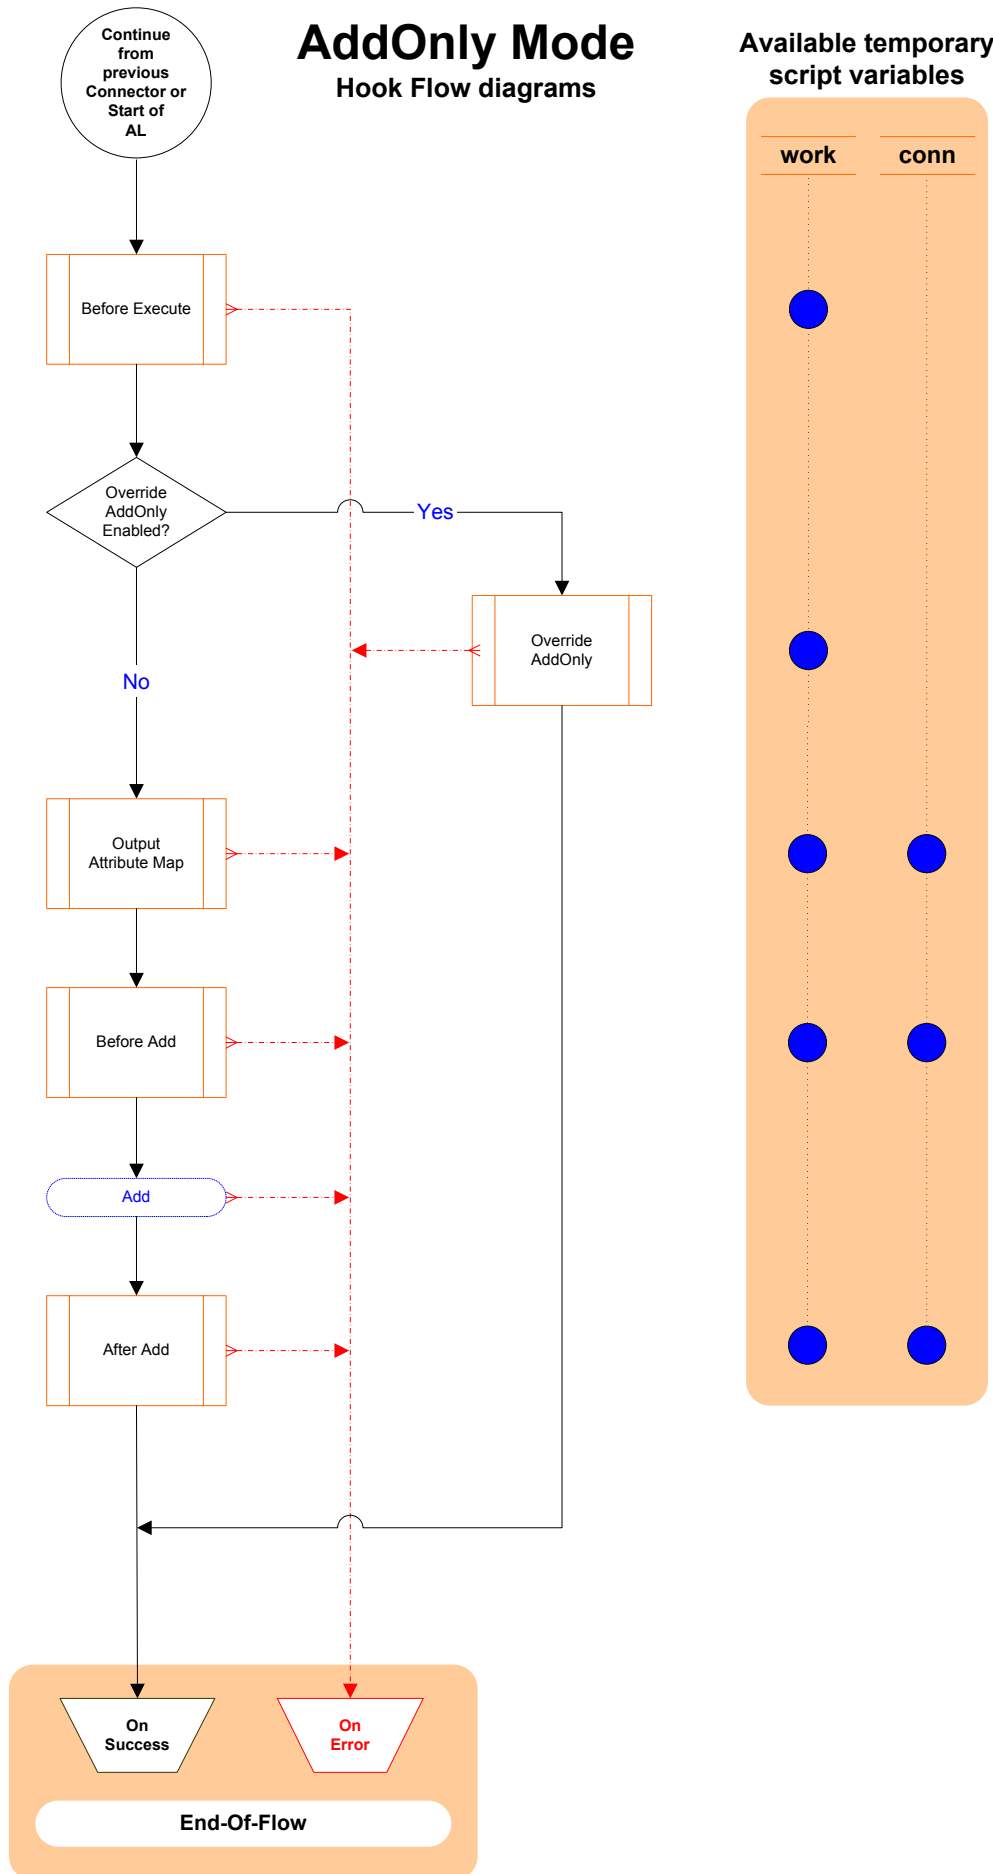 Continue
from
previous
Connector or
Start of
AL
AddOnly Mode
Hook Flow diagrams
Available temporary
script variables
work
conn
Before Execute
Override
AddOnly
Enabled?
Yes
Override
AddOnly
No
Output
Attribute Map
Before Add
Add
After Add
On
Success
On
Error
End-Of-Flow